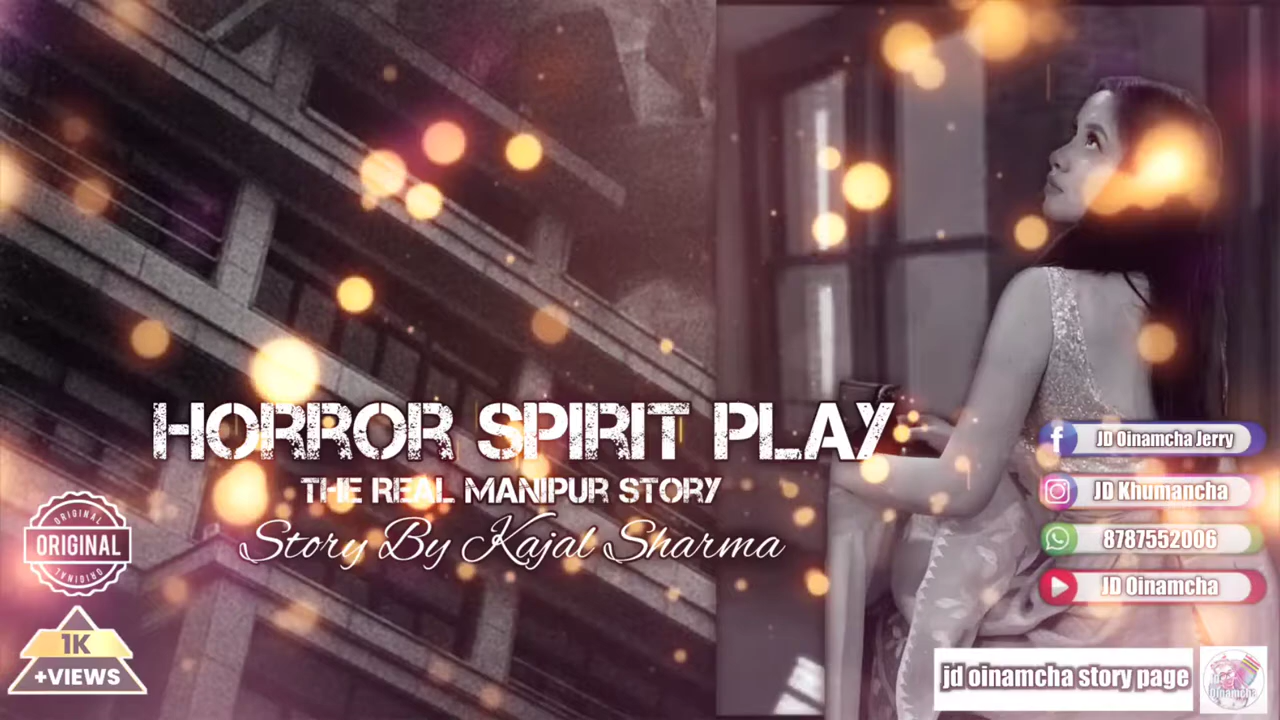 HORROR SPIRIT PLAY
THE REAL MANIPUR STORY
Story By Kajal Sharma
ORIGINAL
ORIGINAL
ORIGINAL
1K
+VIEWS
JD Oinamcha Jerry
JD Khumancha
8787552006
JD Oinamcha
jd oinamcha story page
Oinamcha